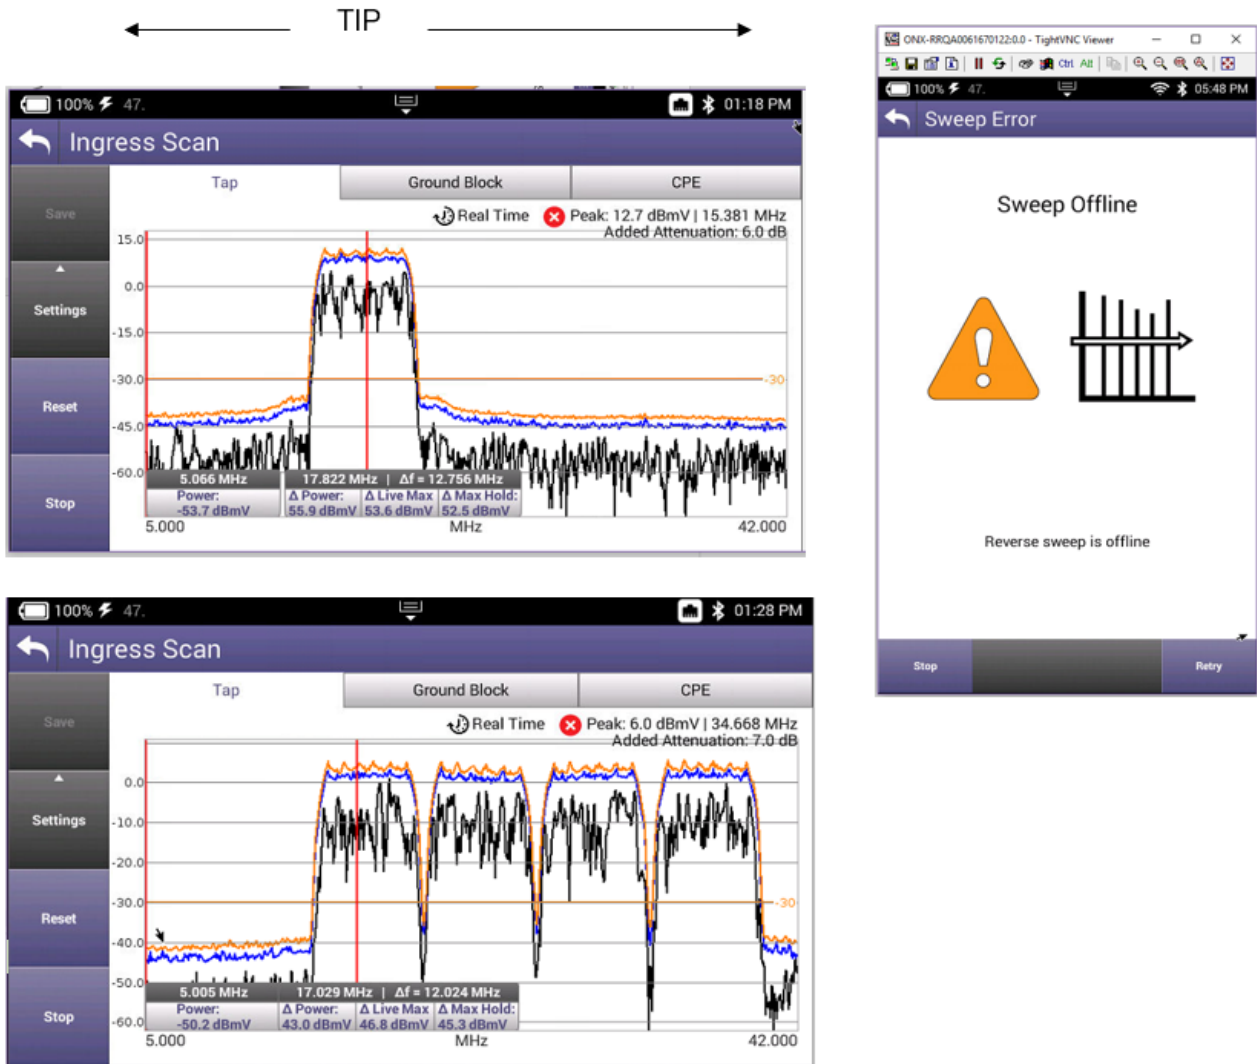 TIP
100% 47. 01:18 PM
Ingress Scan
Tap Ground Block CPE
Save
Settings
Reset
Stop
Real Time Peak: 12.7 dBmV | 15.381 MHz
Added Attenuation: 6.0 dB
15.0
0.0
-15.0
-30.0 -30
-45.0
-60.0
5.066 MHz 17.822 MHz | Δf = 12.756 MHz
Power: Δ Power: Δ Live Max Δ Max Hold:
-53.7 dBmV 55.9 dBmV 53.6 dBmV 52.5 dBmV
5.000 MHz 42.000
100% 47. 01:28 PM
Ingress Scan
Tap Ground Block CPE
Save
Settings
Reset
Stop
Real Time Peak: 6.0 dBmV | 34.668 MHz
Added Attenuation: 7.0 dB
0.0
-10.0
-20.0
-30.0 -30
-40.0
-50.0
-60.0
5.005 MHz 17.029 MHz | Δf = 12.024 MHz
Power: Δ Power: Δ Live Max Δ Max Hold:
-50.2 dBmV 43.0 dBmV 46.8 dBmV 45.3 dBmV
5.000 MHz 42.000
ONX-RRQA0061670122:0.0 - TightVNC Viewer
Ctrl Alt
100% 47. 05:48 PM
Sweep Error
Sweep Offline
Reverse sweep is offline
Stop Retry